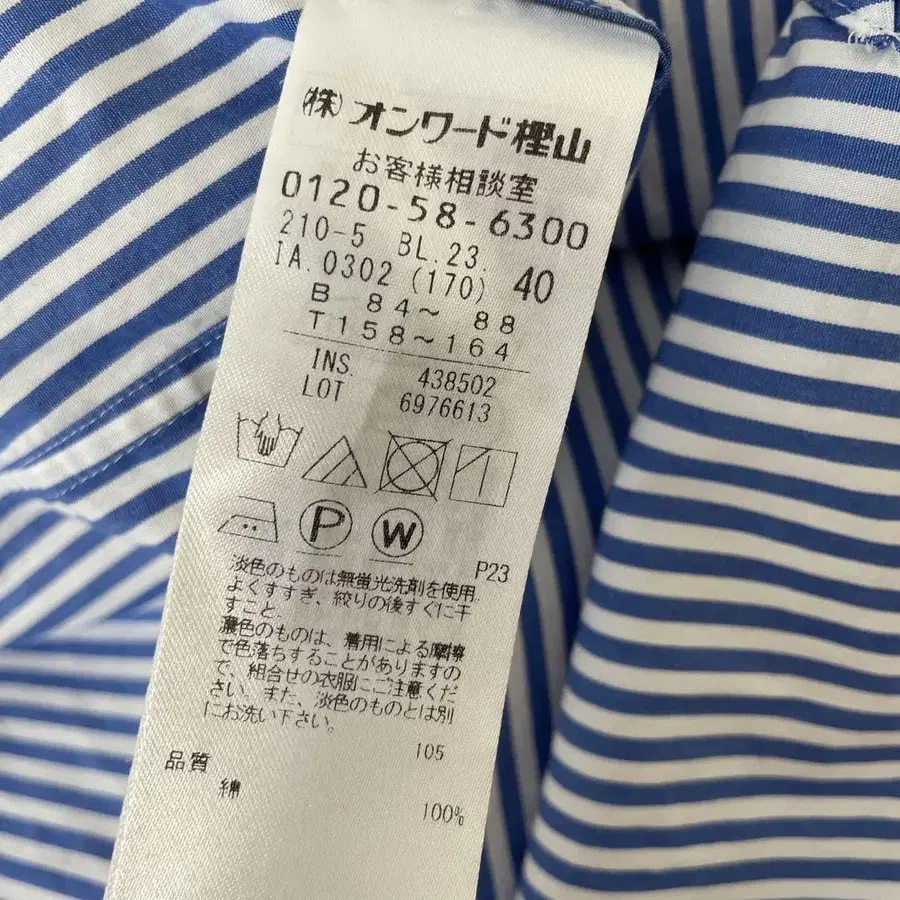 (株)オンワード樫山
お客様相談室
0120-58-6300
210-5 BL.23. 40
IA.0302 (170)
B 84～ 88
T158～164
INS. 438502
LOT 6976613
P W
P23
淡色のものは無蛍光洗剤を使用
よくすすぎ、絞りの後すぐに干
すこと。
濃色のものは、着用による摩擦
で色落ちすることがありますの
で、組合せの衣服にご注意くだ
さい。また、淡色のものとは別
にお洗い下さい。
105
品質
綿 100%